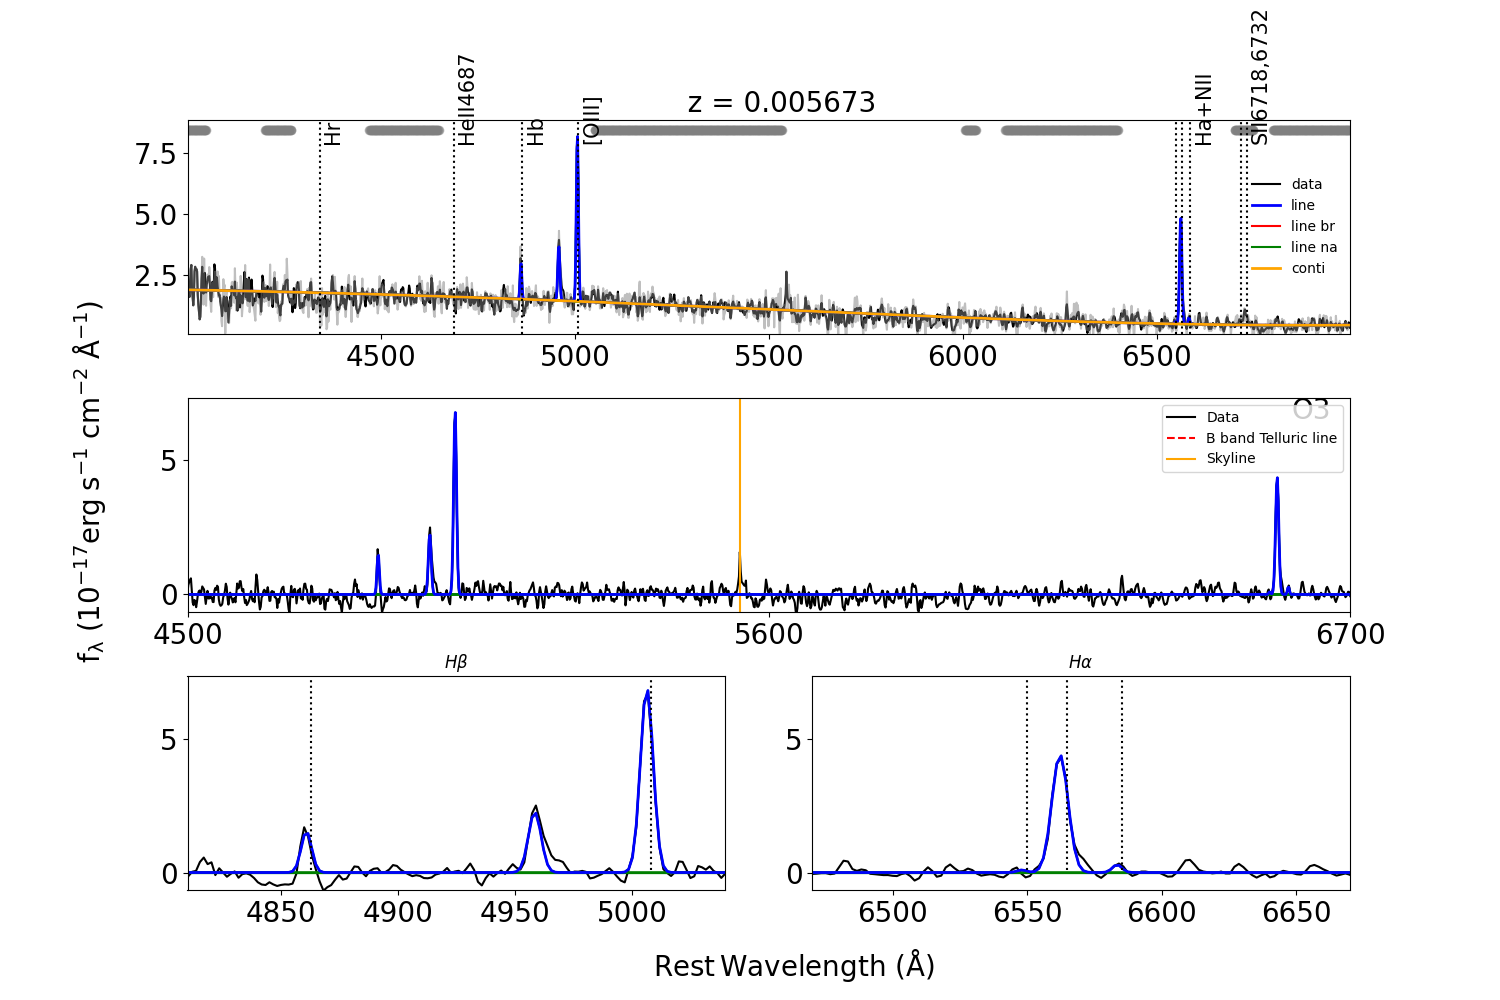 z = 0.005673
Hr
HeII4687
Hb
[OIII]
Ha+NII
SII6718,6732
7.5
5.0
2.5
data
line
line br
line na
conti
4500 5000 5500 6000 6500
O3
Data
B band Telluric line
Skyline
5
0
4500 5600 6700
fλ (10⁻¹⁷erg s⁻¹ cm⁻² Å⁻¹)
Hβ
5
0
4850 4900 4950 5000
Hα
5
0
6500 6550 6600 6650
Rest Wavelength (Å)